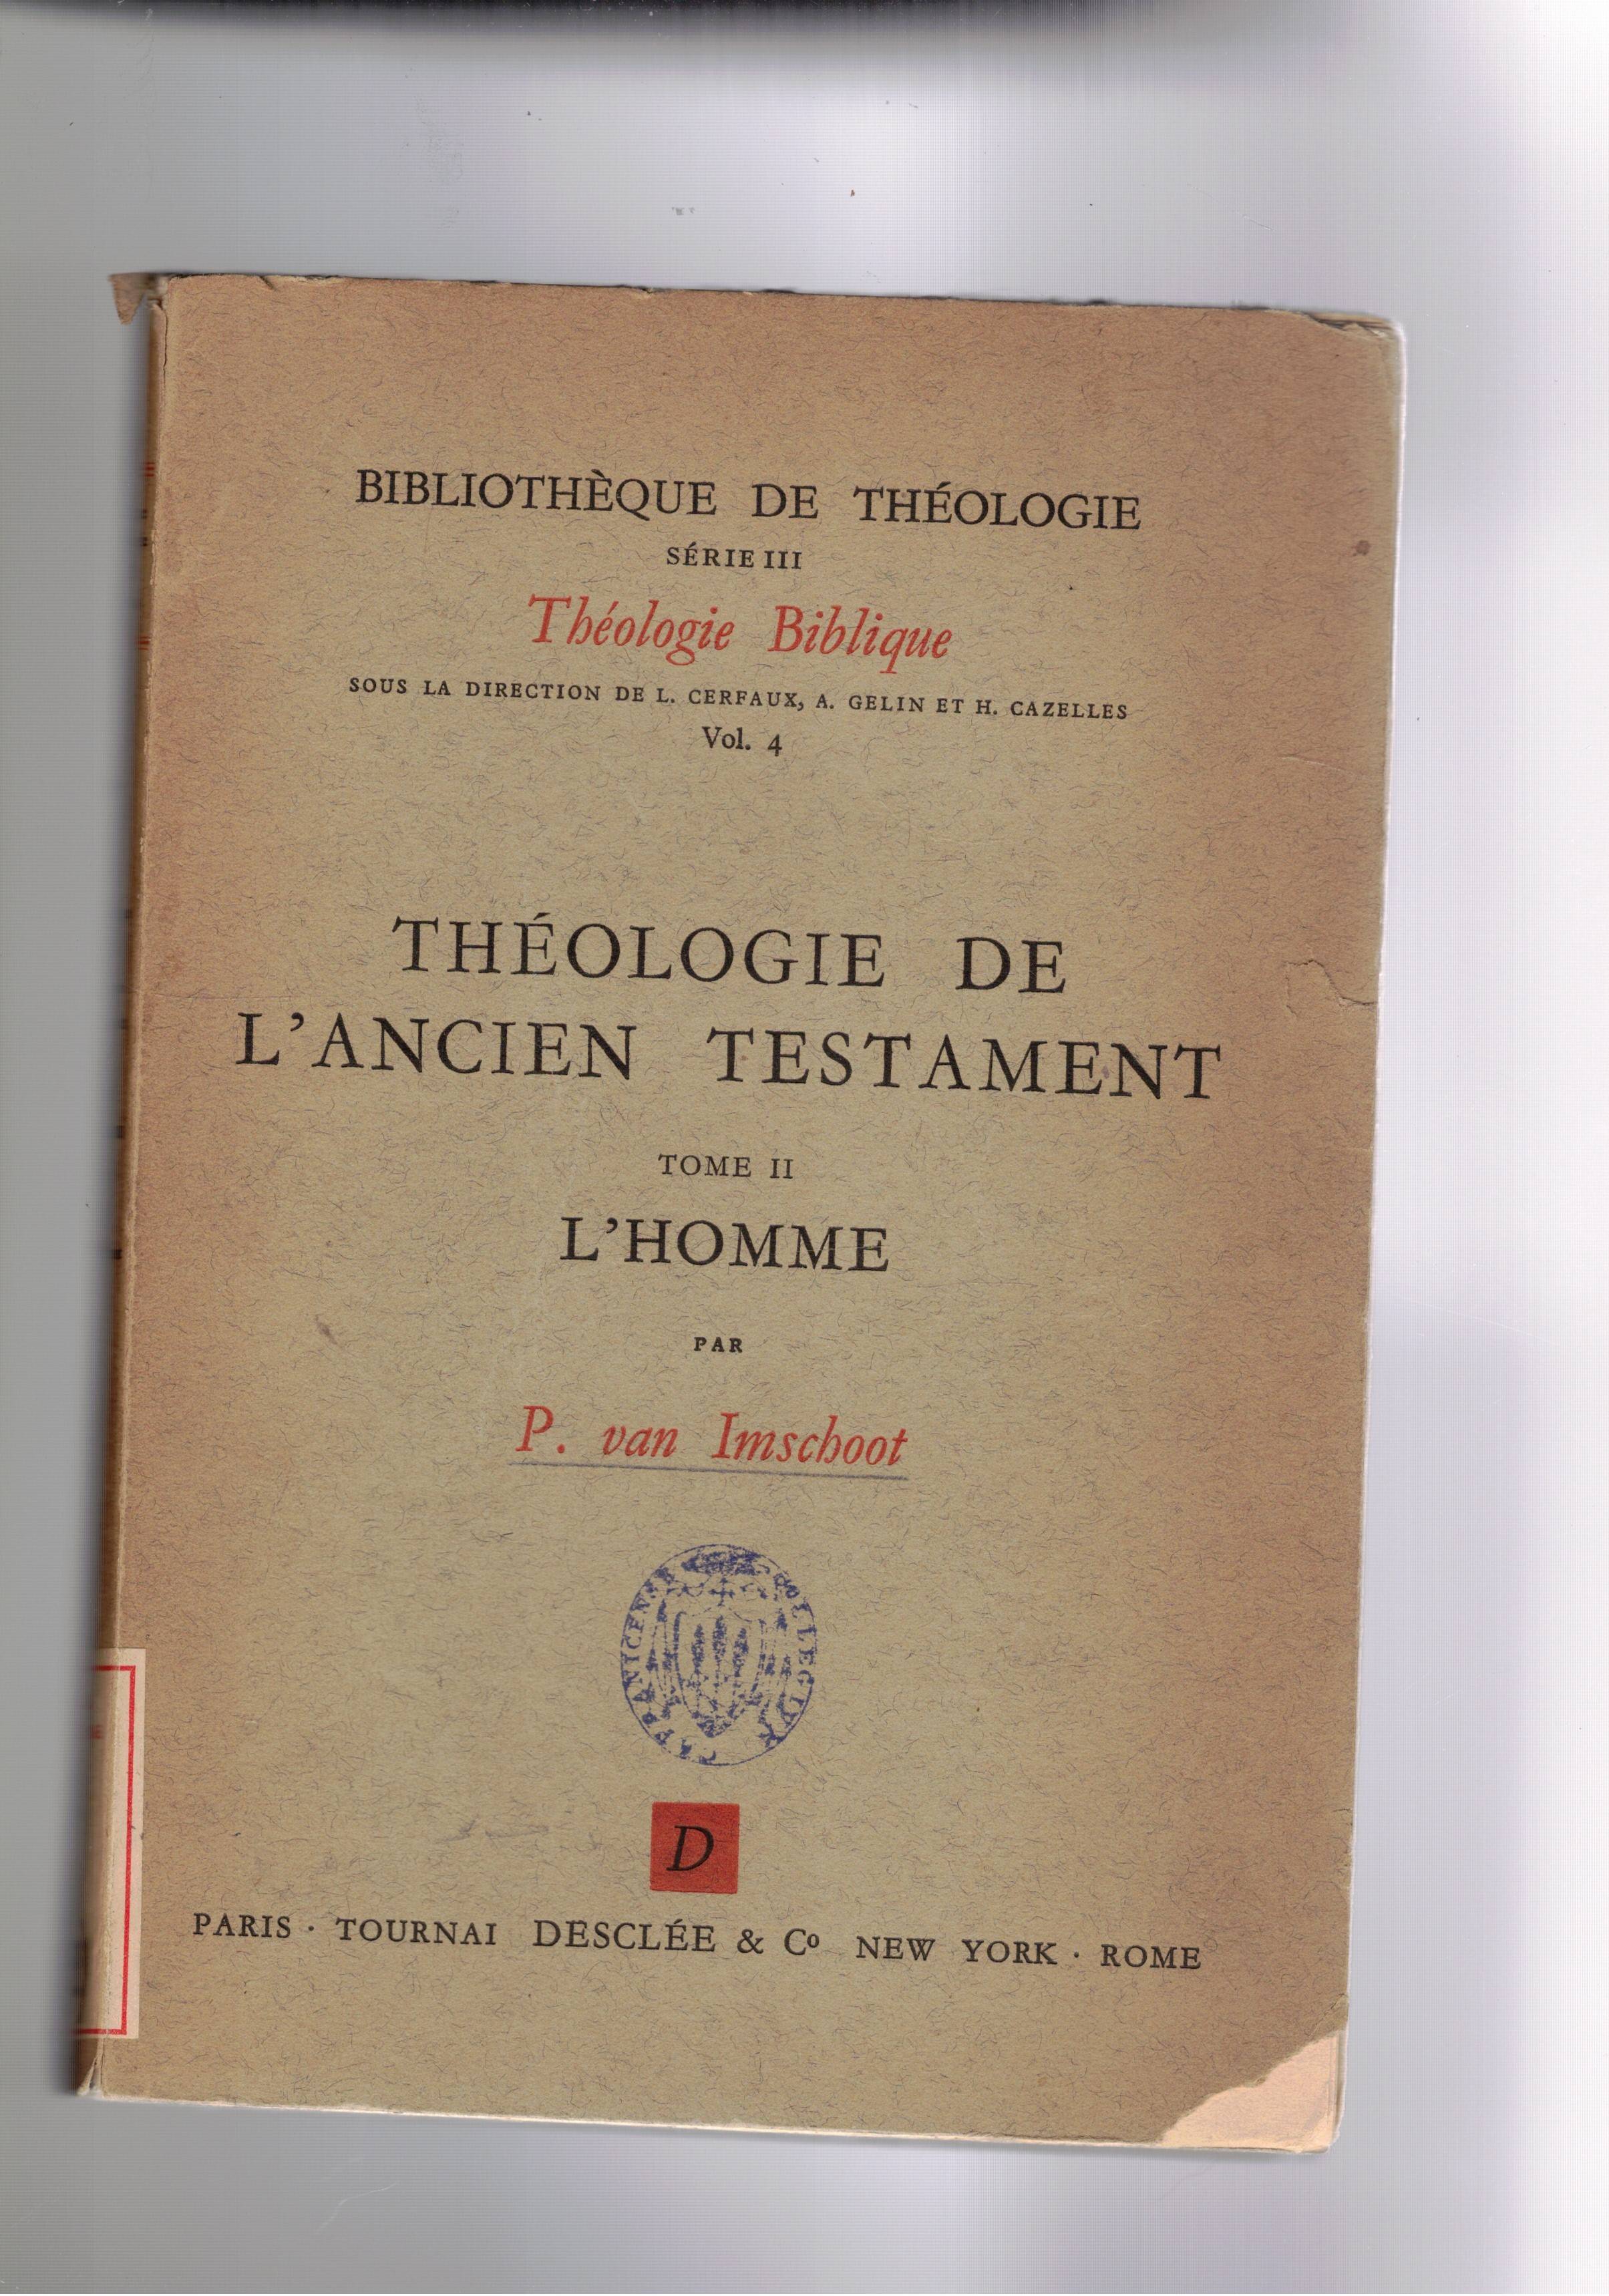 BIBLIOTHÈQUE DE THÉOLOGIE
SÉRIE III
Théologie Biblique
SOUS LA DIRECTION DE L. CERFAUX, A. GELIN ET H. CAZELLES
Vol. 4
THÉOLOGIE DE
L'ANCIEN TESTAMENT
TOME II
L'HOMME
PAR
P. van Imschoot
D
PARIS · TOURNAI DESCLÉE & Cº NEW YORK · ROME